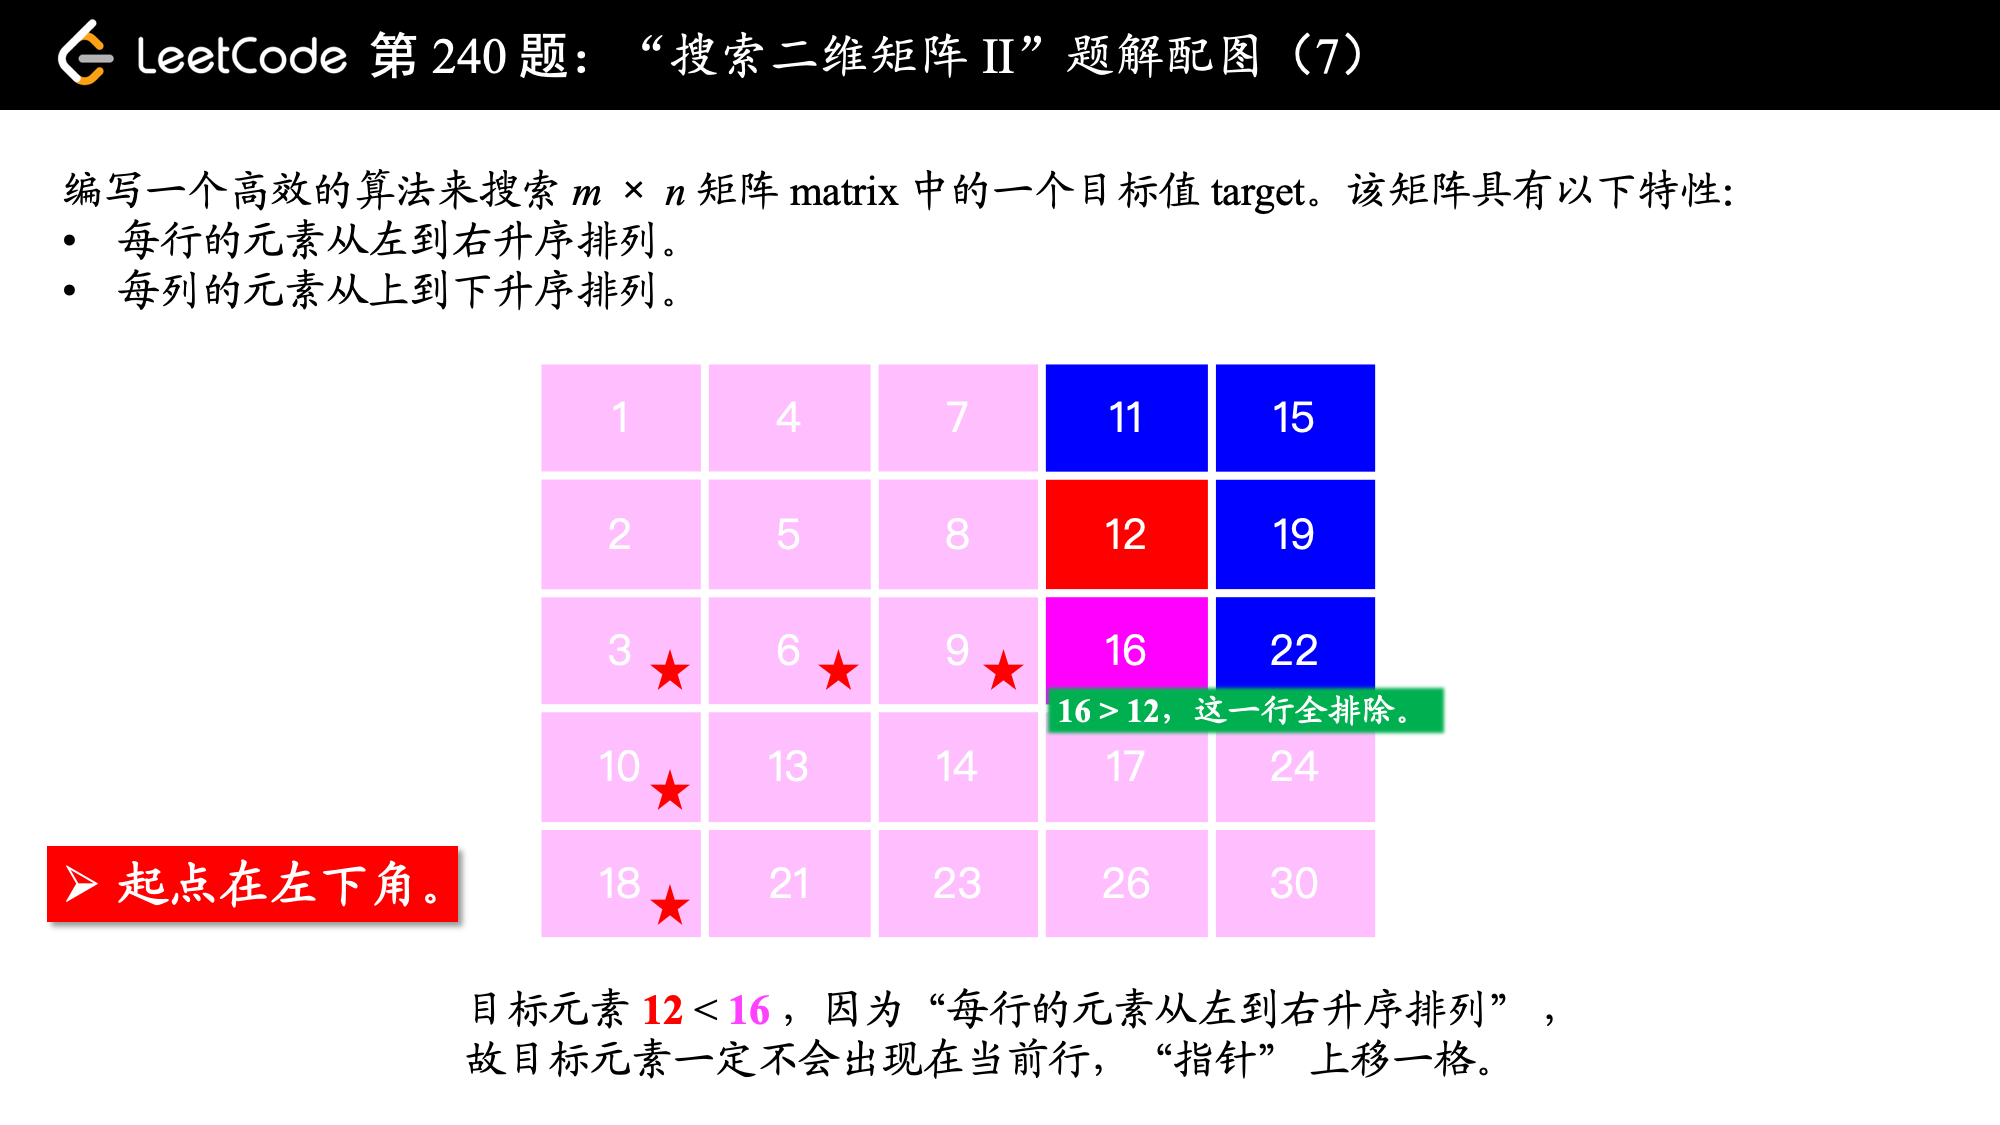 LeetCode 第 240 题：“搜索二维矩阵 II”题解配图（7）
编写一个高效的算法来搜索 m × n 矩阵 matrix 中的一个目标值 target。该矩阵具有以下特性:
• 每行的元素从左到右升序排列。
• 每列的元素从上到下升序排列。
1 4 7 11 15
2 5 8 12 19
3 6 9 16 22
16 > 12，这一行全排除。
10 13 14 17 24
18 21 23 26 30
➢ 起点在左下角。
目标元素 12 < 16 ，因为“每行的元素从左到右升序排列” ，
故目标元素一定不会出现在当前行，“指针” 上移一格。